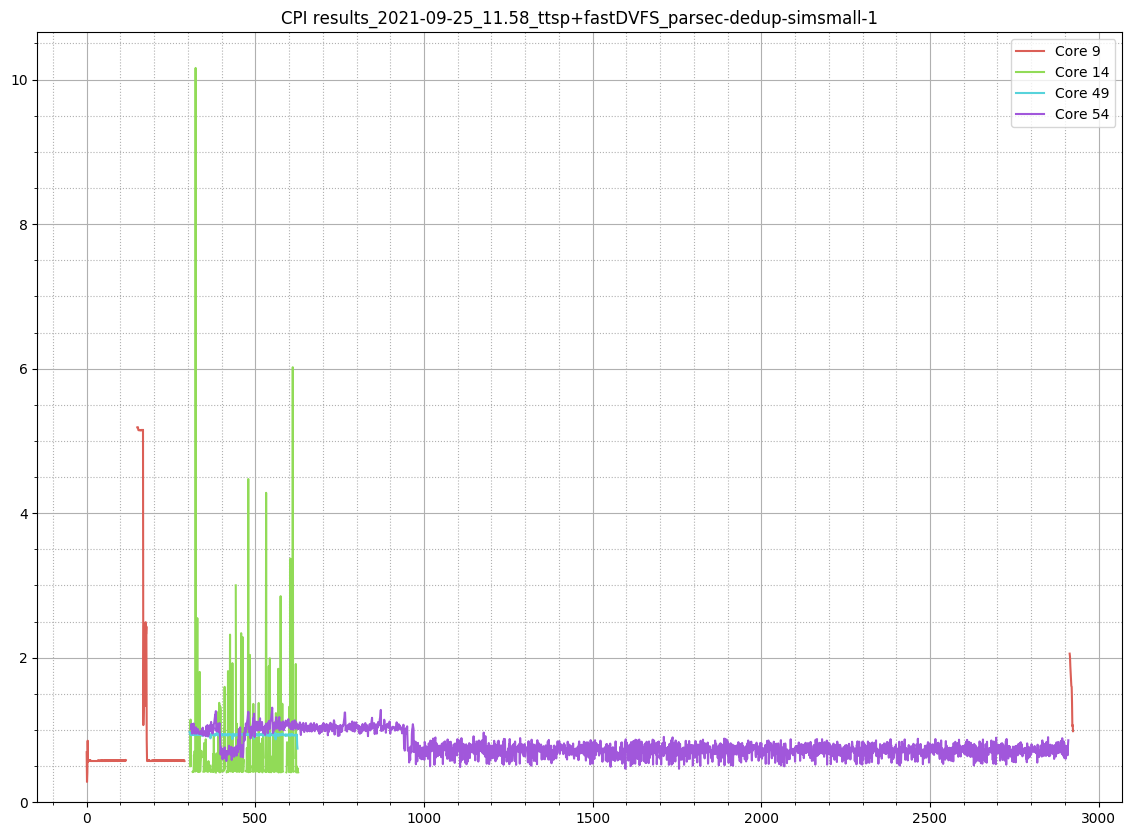 CPI results_2021-09-25_11.58_ttsp+fastDVFS_parsec-dedup-simsmall-1
Core 9
Core 14
Core 49
Core 54
10
8
6
4
2
0
0 500 1000 1500 2000 2500 3000